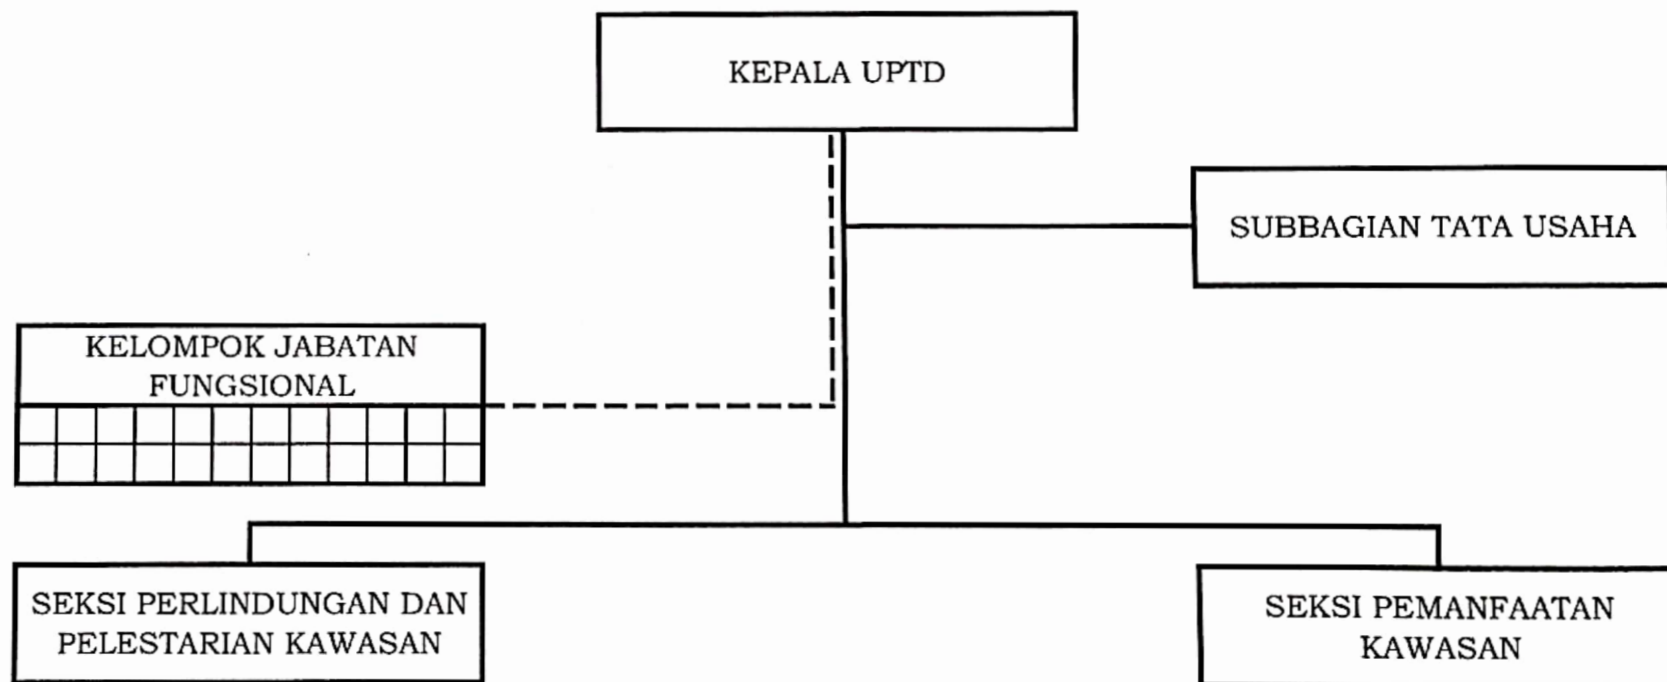 KEPALA UPTD
SUBBAGIAN TATA USAHA
KELOMPOK JABATAN
FUNGSIONAL
SEKSI PERLINDUNGAN DAN
PELESTARIAN KAWASAN
SEKSI PEMANFAATAN
KAWASAN